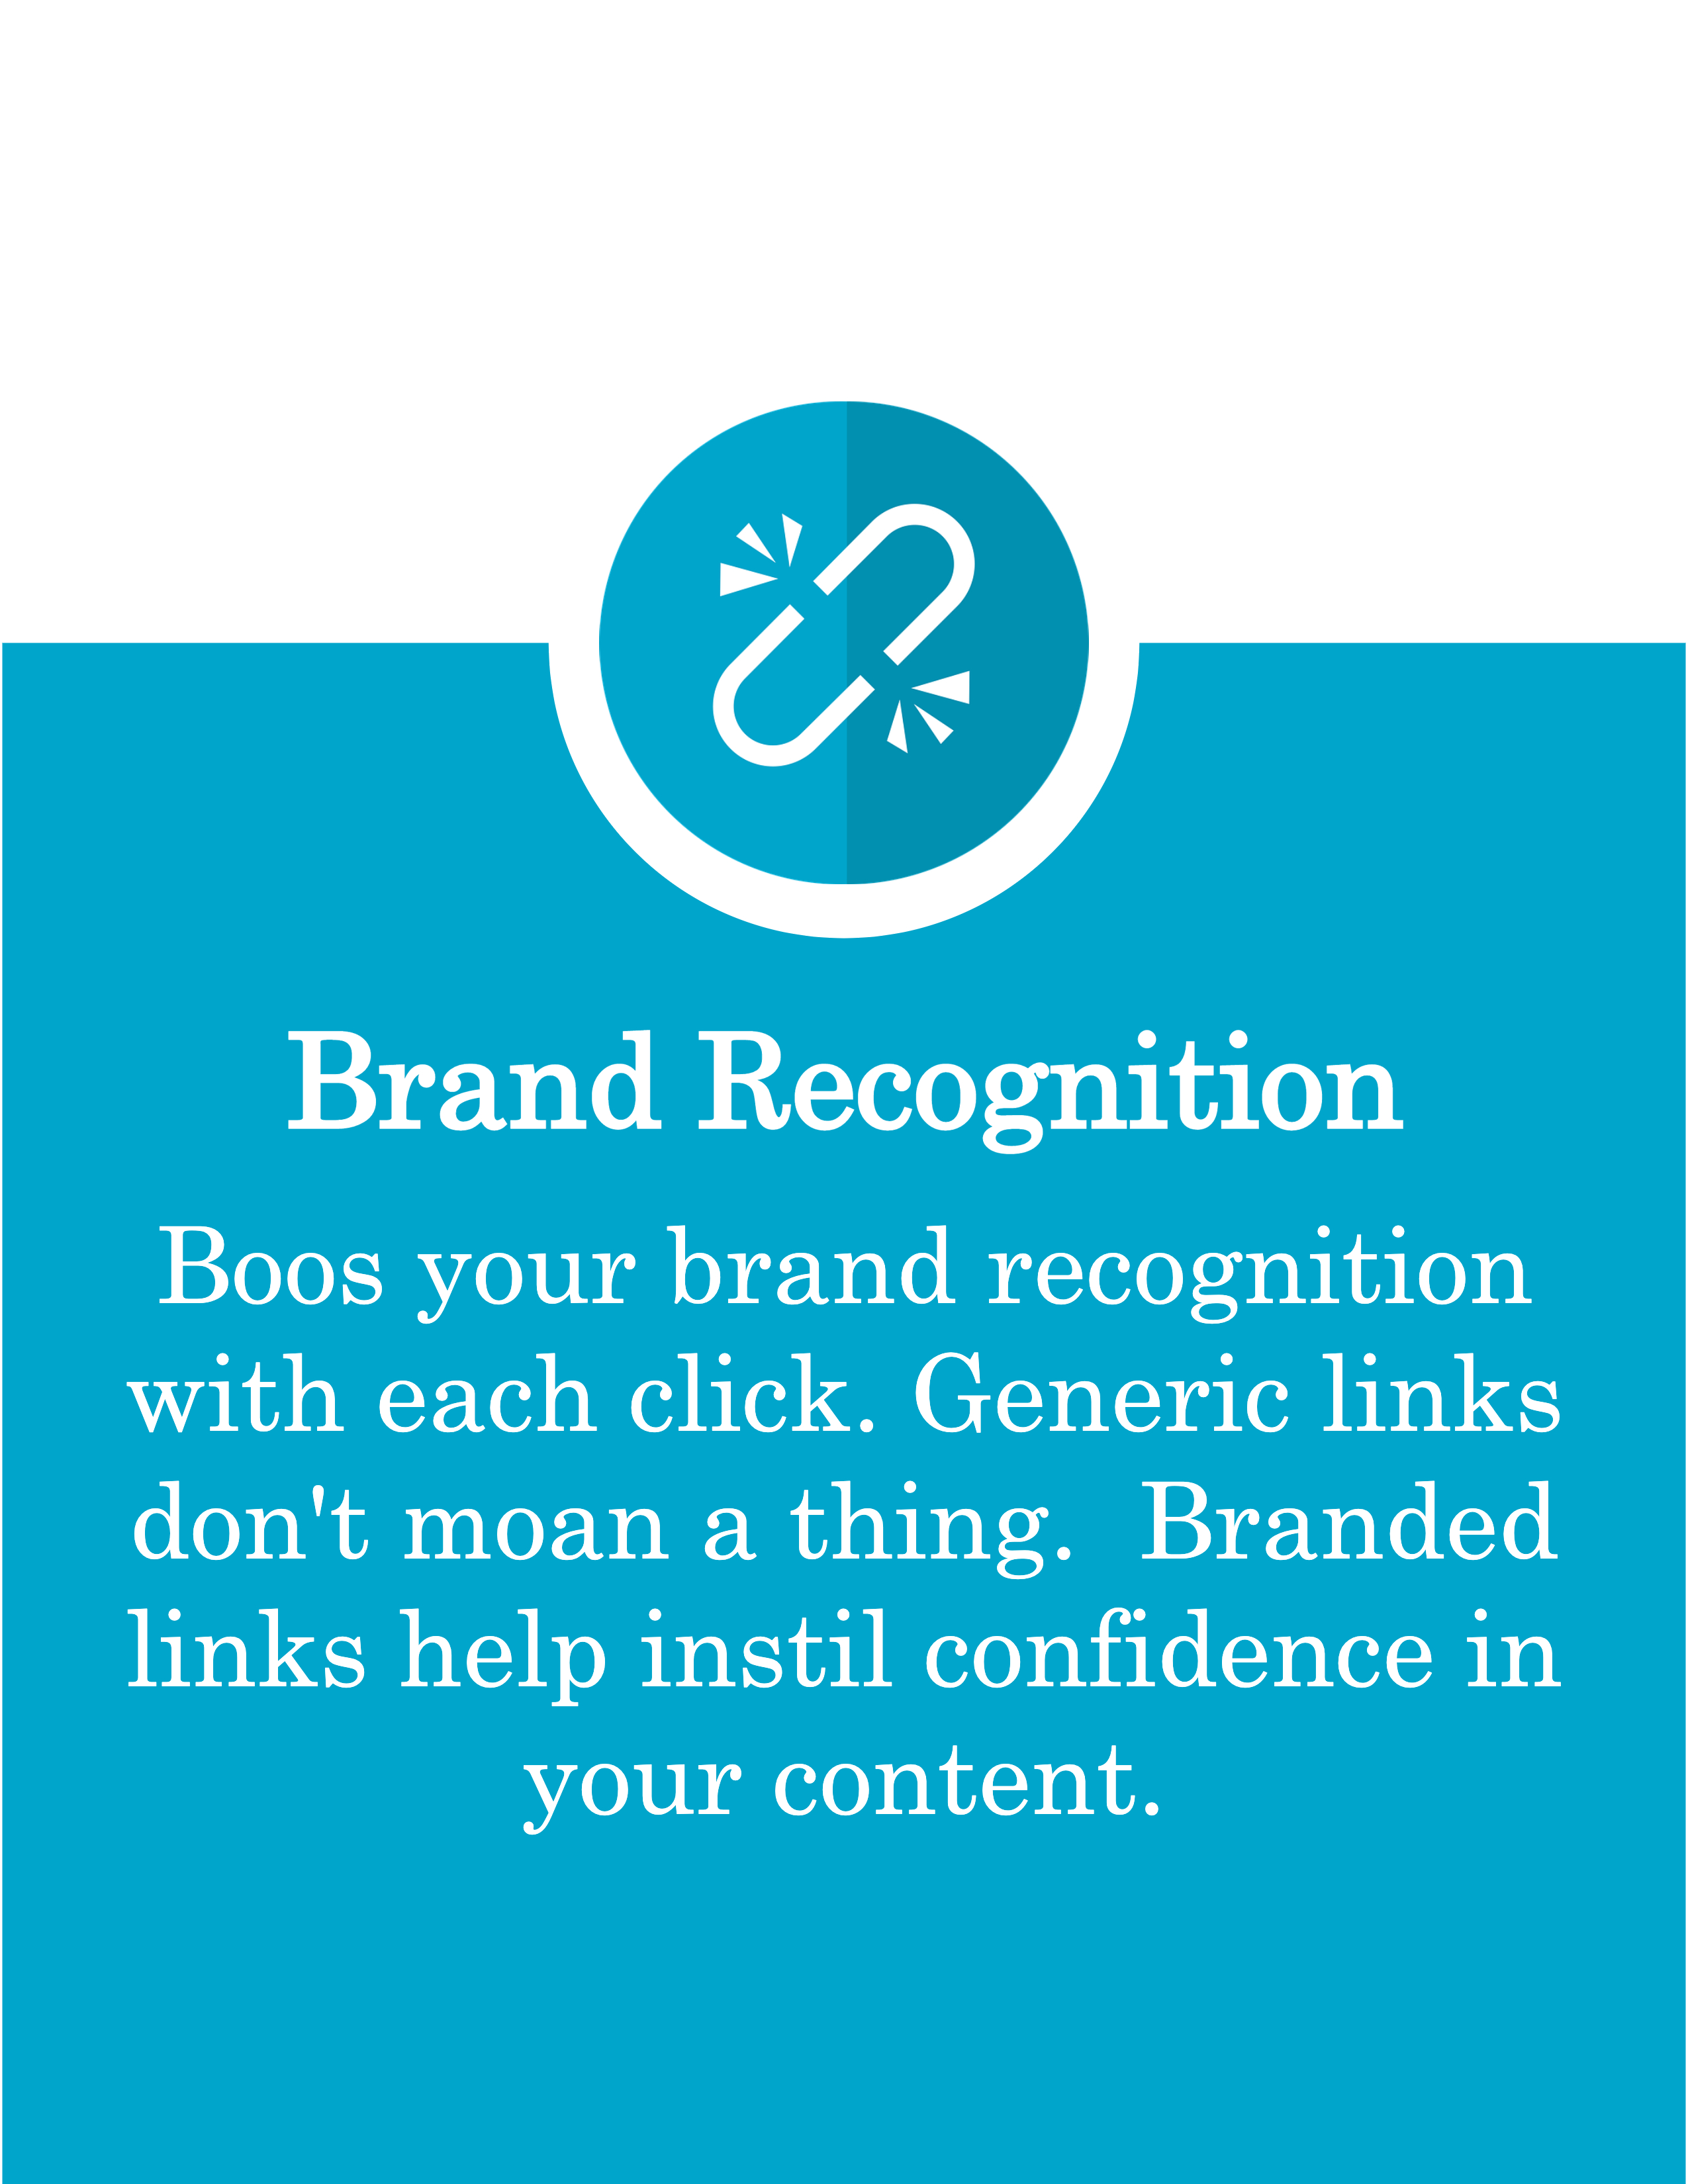 Brand Recognition
Boos your brand recognition
with each click. Generic links
don't moan a thing.  Branded
links help instil confidence in
your content.